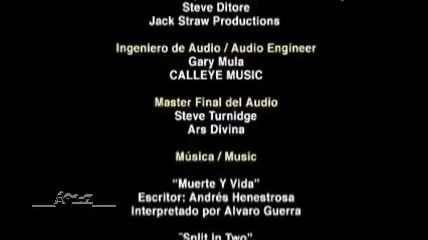 Steve Ditore
Jack Straw Productions
Ingeniero de Audio / Audio Engineer
Gary Mula
CALLEYE MUSIC
Master Final del Audio
Steve Turnidge
Ars Divina
Música / Music
"Muerte Y Vida"
Escritor: Andrés Henestrosa
Interpretado por Alvaro Guerra
"Split in Two"